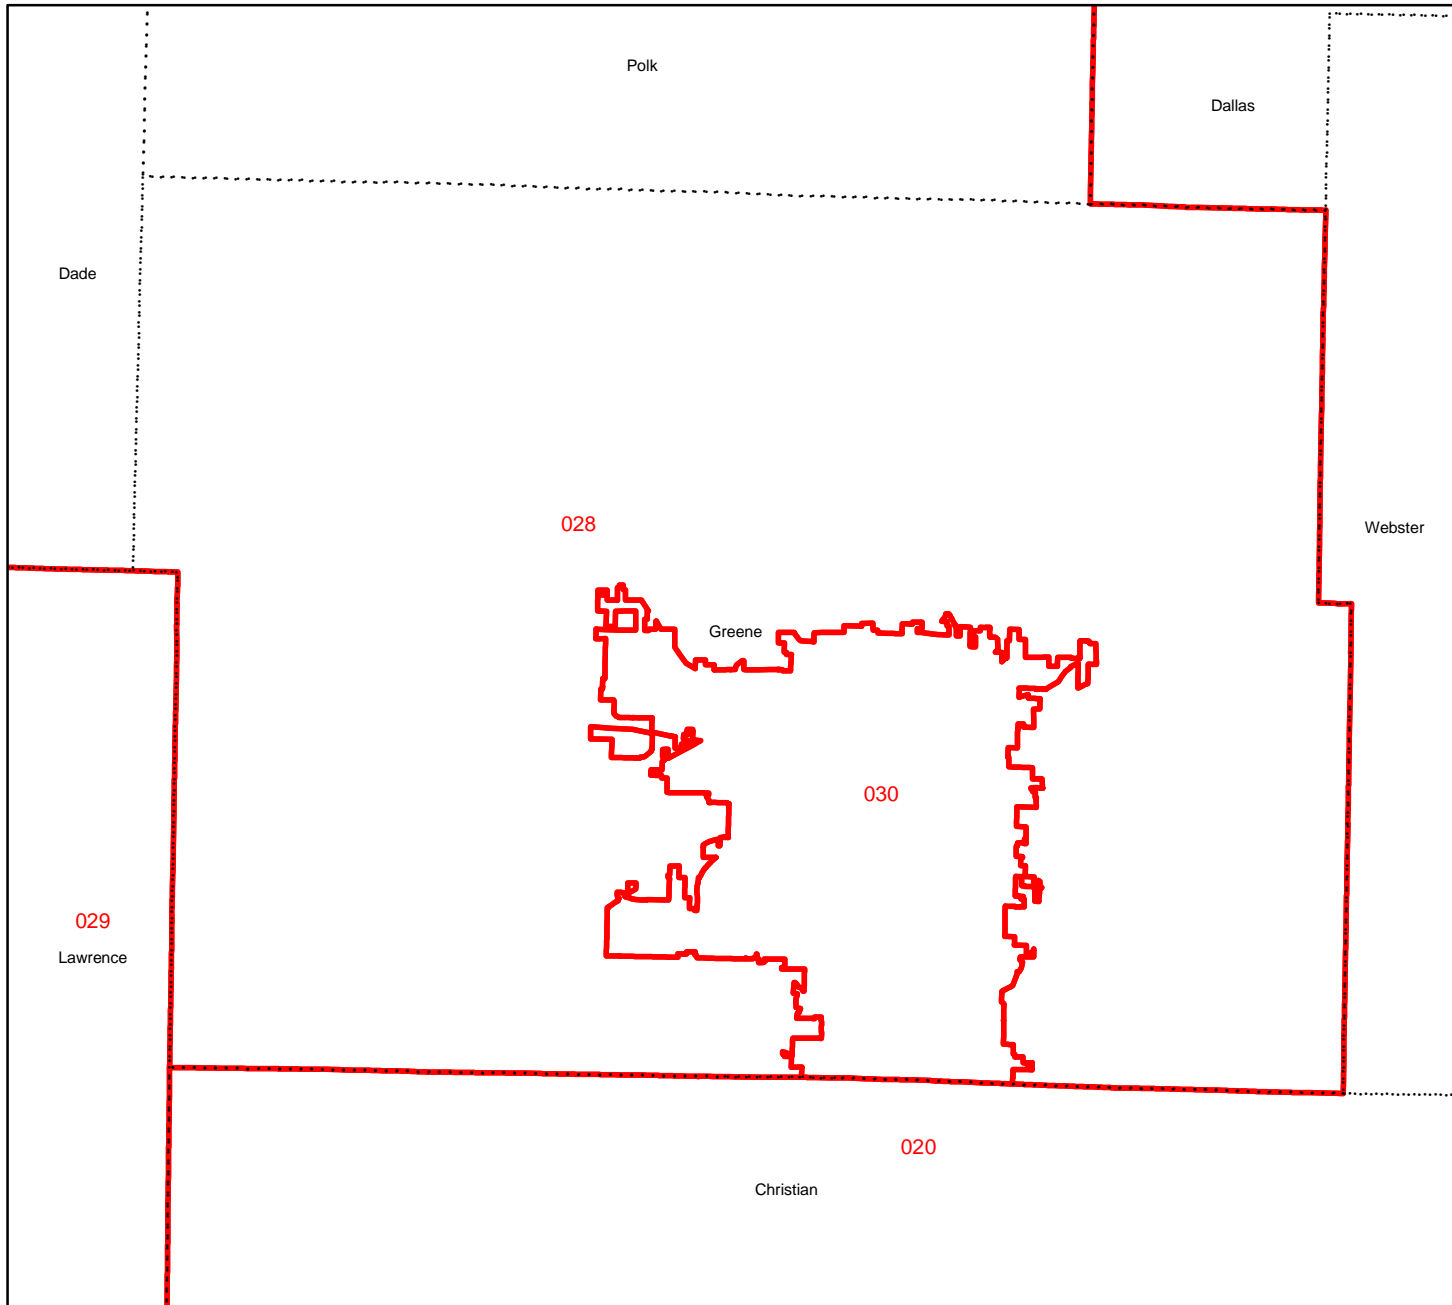 Polk
Dallas
Dade
028
Webster
Greene
030
029
Lawrence
020
Christian